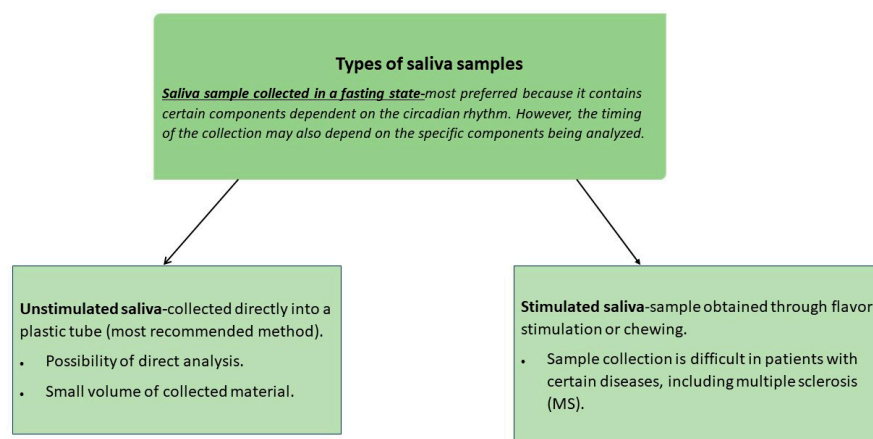 Types of saliva samples
Saliva sample collected in a fasting state-most preferred because it contains
certain components dependent on the circadian rhythm. However, the timing
of the collection may also depend on the specific components being analyzed.
Unstimulated saliva-collected directly into a
plastic tube (most recommended method).
• Possibility of direct analysis.
• Small volume of collected material.
Stimulated saliva-sample obtained through flavor
stimulation or chewing.
• Sample collection is difficult in patients with
certain diseases, including multiple sclerosis
(MS).